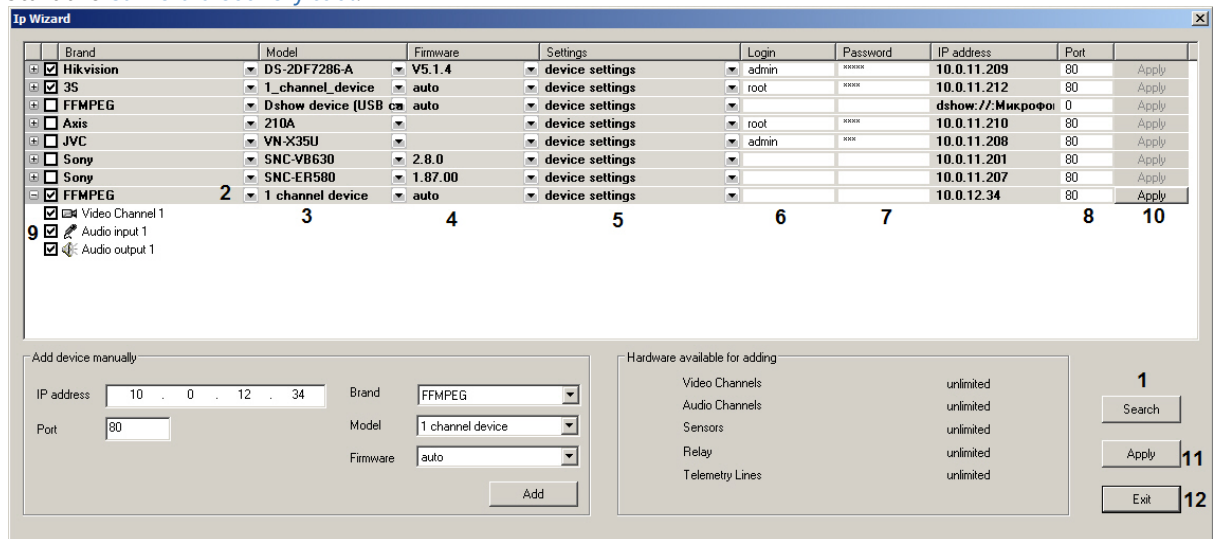 Ip Wizard
Brand Model Firmware Settings Login Password IP address Port
Hikvision DS-2DF7286-A V5.1.4 device settings admin ***** 10.0.11.209 80 Apply
3S 1_channel_device auto device settings root **** 10.0.11.212 80 Apply
FFMPEG Dshow device (USB ca auto device settings dshow://:Микрофо 0 Apply
Axis 210A device settings root **** 10.0.11.210 80 Apply
JVC VN-X35U device settings admin *** 10.0.11.208 80 Apply
Sony SNC-VB630 2.8.0 device settings 10.0.11.201 80 Apply
Sony SNC-ER580 1.87.00 device settings 10.0.11.207 80 Apply
FFMPEG 2 1 channel device auto device settings 10.0.12.34 80 Apply
Video Channel 1 3 4 5 6 7 8 10
9 Audio input 1
Audio output 1
Add device manually
IP address 10 . 0 . 12 . 34
Port 80
Brand FFMPEG
Model 1 channel device
Firmware auto
Add
Hardware available for adding
Video Channels unlimited
Audio Channels unlimited
Sensors unlimited
Relay unlimited
Telemetry Lines unlimited
1
Search
Apply 11
Exit 12